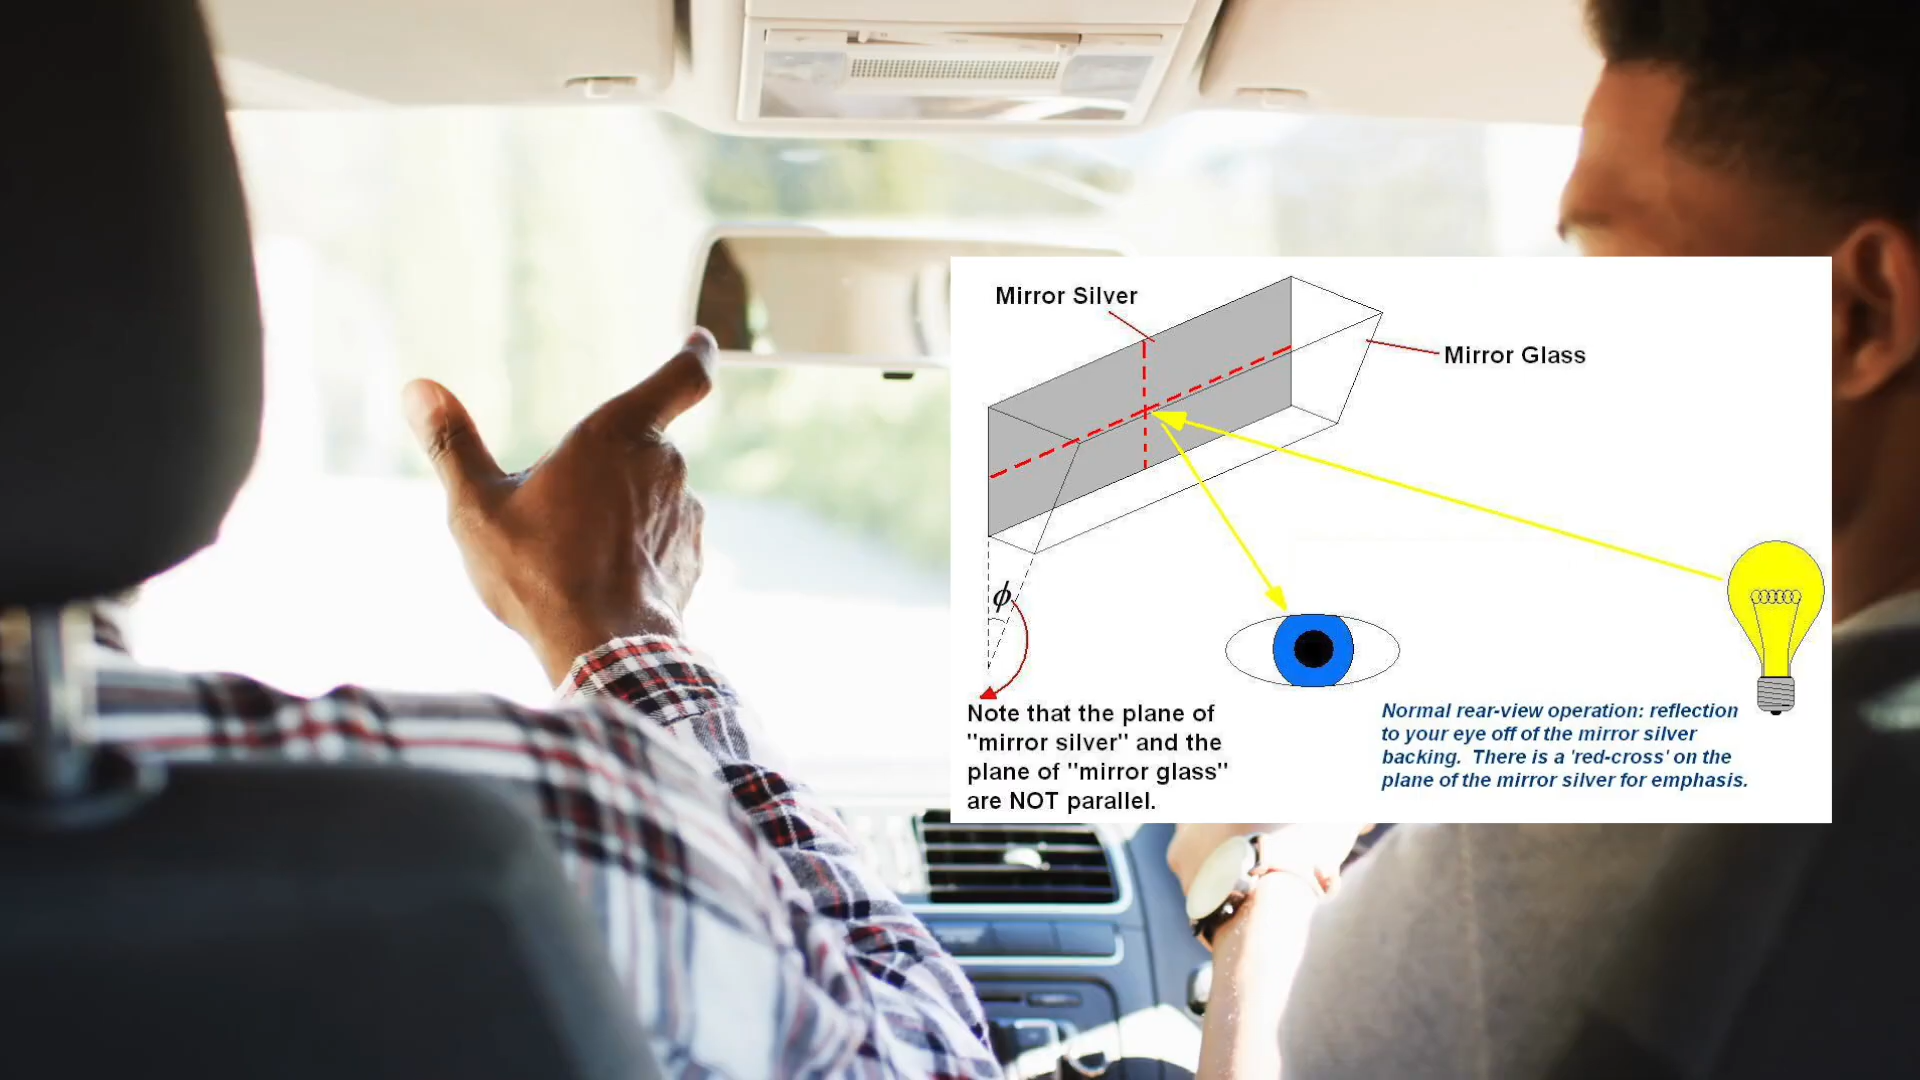 Mirror Silver
Mirror Glass
ϕ
Note that the plane of
"mirror silver" and the
plane of "mirror glass"
are NOT parallel.
Normal rear-view operation: reflection
to your eye off of the mirror silver
backing. There is a 'red-cross' on the
plane of the mirror silver for emphasis.